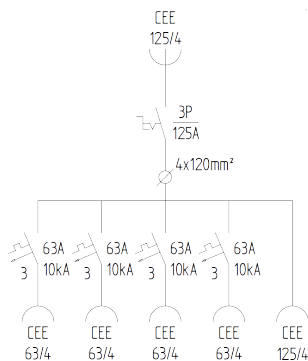 CEE
125/4
3P
125A
4x120mm²
63A 63A 63A 63A
10kA 10kA 10kA 10kA
3 3 3 3
CEE CEE CEE CEE CEE
63/4 63/4 63/4 63/4 125/4